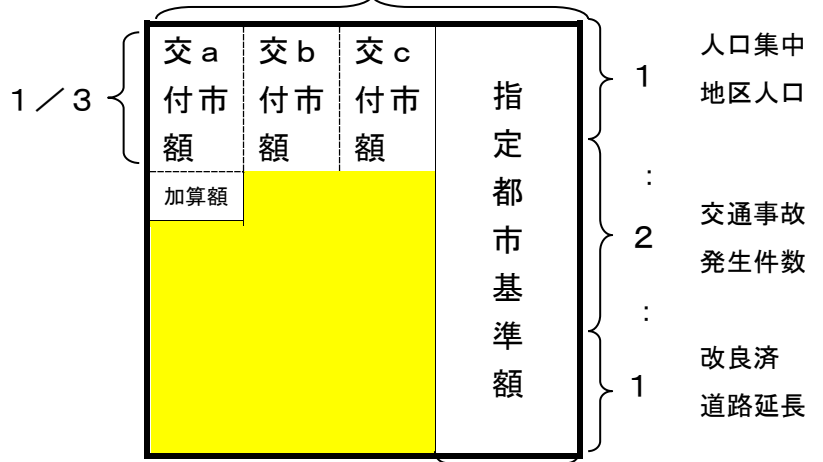 1／3
交a
付市
額
交b
付市
額
交c
付市
額
加算額
指定都市基準額
1
:
2
:
1
人口集中
地区人口
交通事故
発生件数
改良済
道路延長